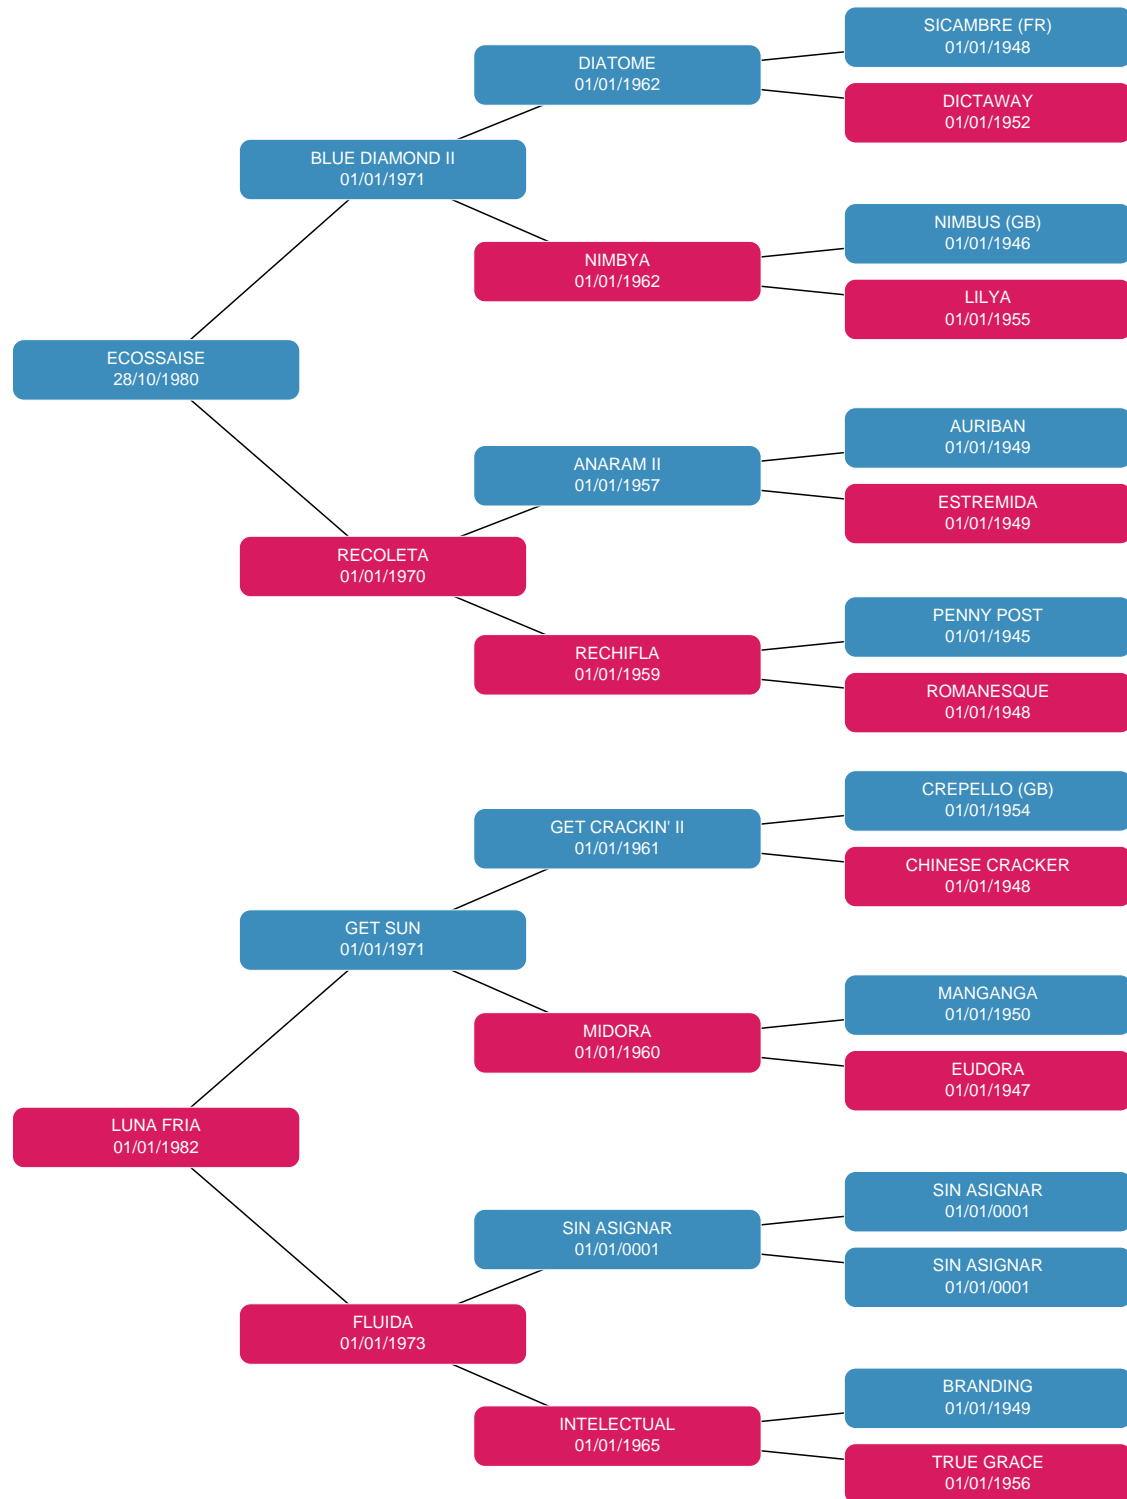 SICAMBRE (FR)
01/01/1948
DIATOME
01/01/1962
DICTAWAY
01/01/1952
BLUE DIAMOND II
01/01/1971
NIMBUS (GB)
01/01/1946
NIMBYA
01/01/1962
LILYA
01/01/1955
ECOSSAISE
28/10/1980
AURIBAN
01/01/1949
ANARAM II
01/01/1957
ESTREMIDA
01/01/1949
RECOLETA
01/01/1970
PENNY POST
01/01/1945
RECHIFLA
01/01/1959
ROMANESQUE
01/01/1948
CREPELLO (GB)
01/01/1954
GET CRACKIN' II
01/01/1961
CHINESE CRACKER
01/01/1948
GET SUN
01/01/1971
MANGANGA
01/01/1950
MIDORA
01/01/1960
EUDORA
01/01/1947
LUNA FRIA
01/01/1982
SIN ASIGNAR
01/01/0001
SIN ASIGNAR
01/01/0001
SIN ASIGNAR
01/01/0001
FLUIDA
01/01/1973
BRANDING
01/01/1949
INTELECTUAL
01/01/1965
TRUE GRACE
01/01/1956